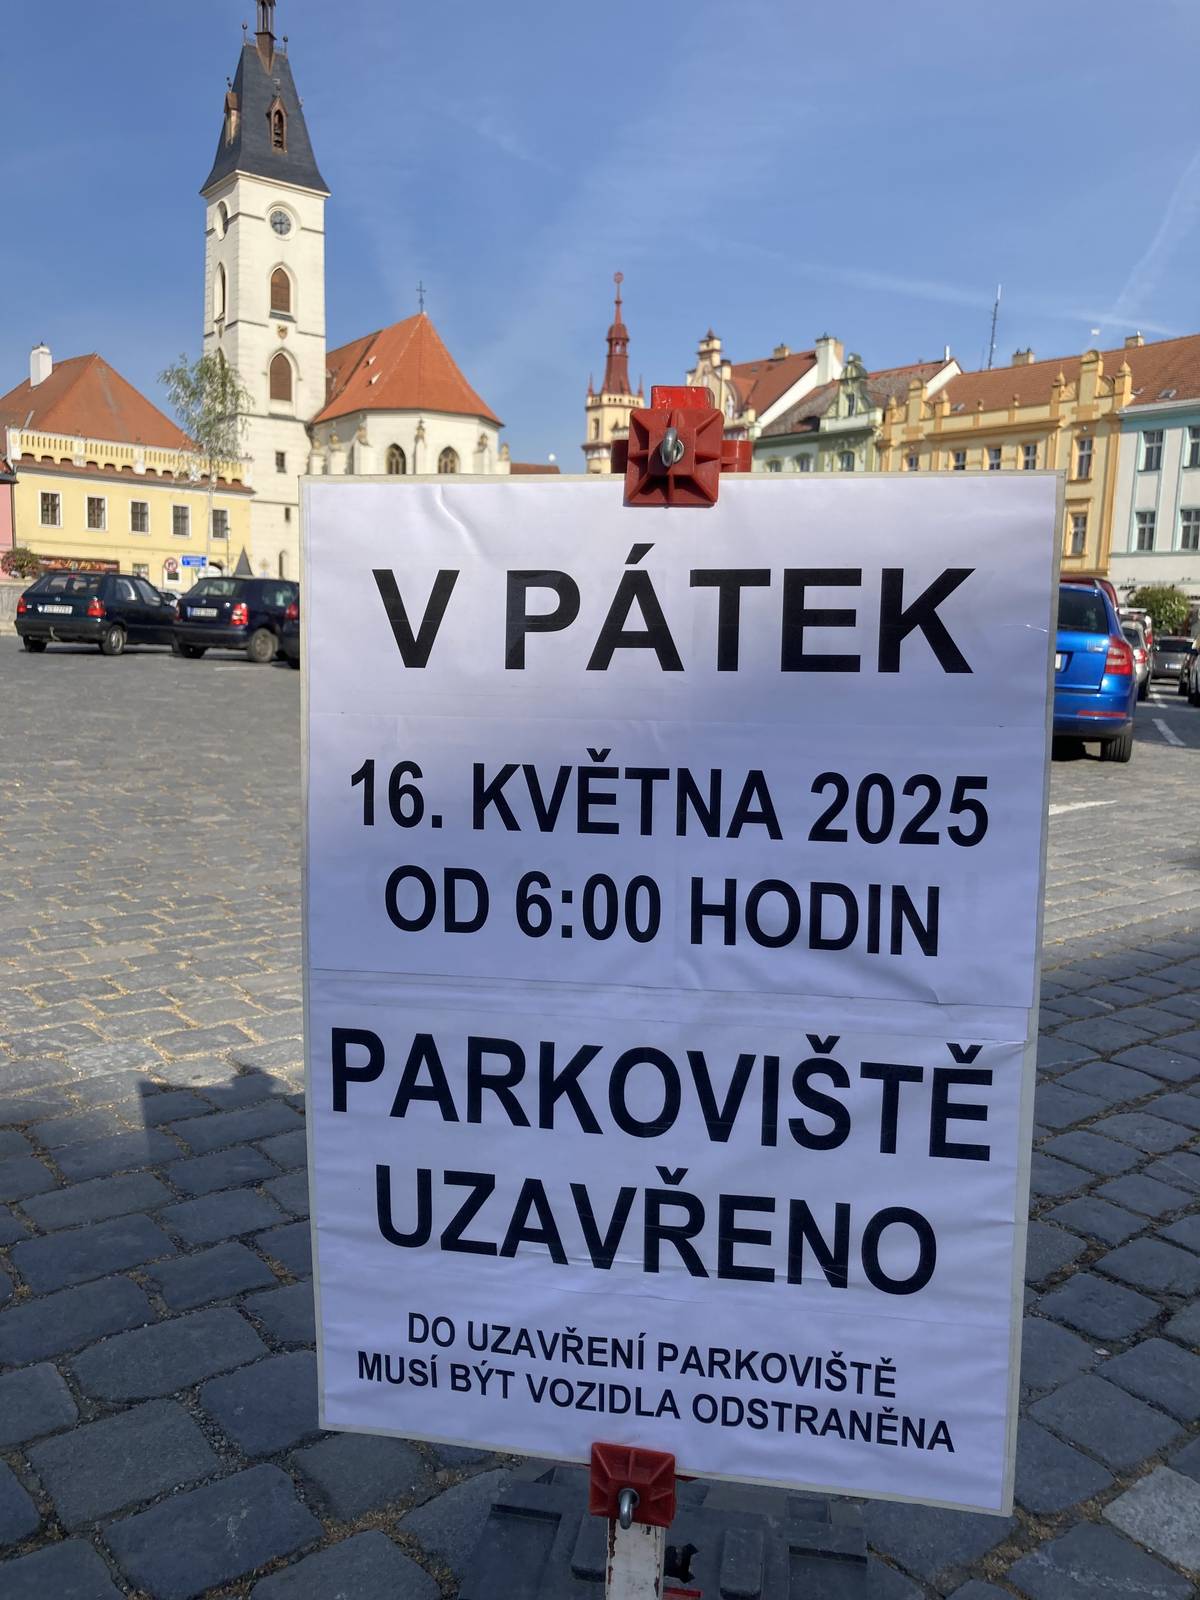 V PÁTEK
16. KVĚTNA 2025
OD 6:00 HODIN
PARKOVIŠTĚ
UZAVŘENO
DO UZAVŘENÍ PARKOVIŠTĚ
MUSÍ BÝT VOZIDLA ODSTRANĚNA